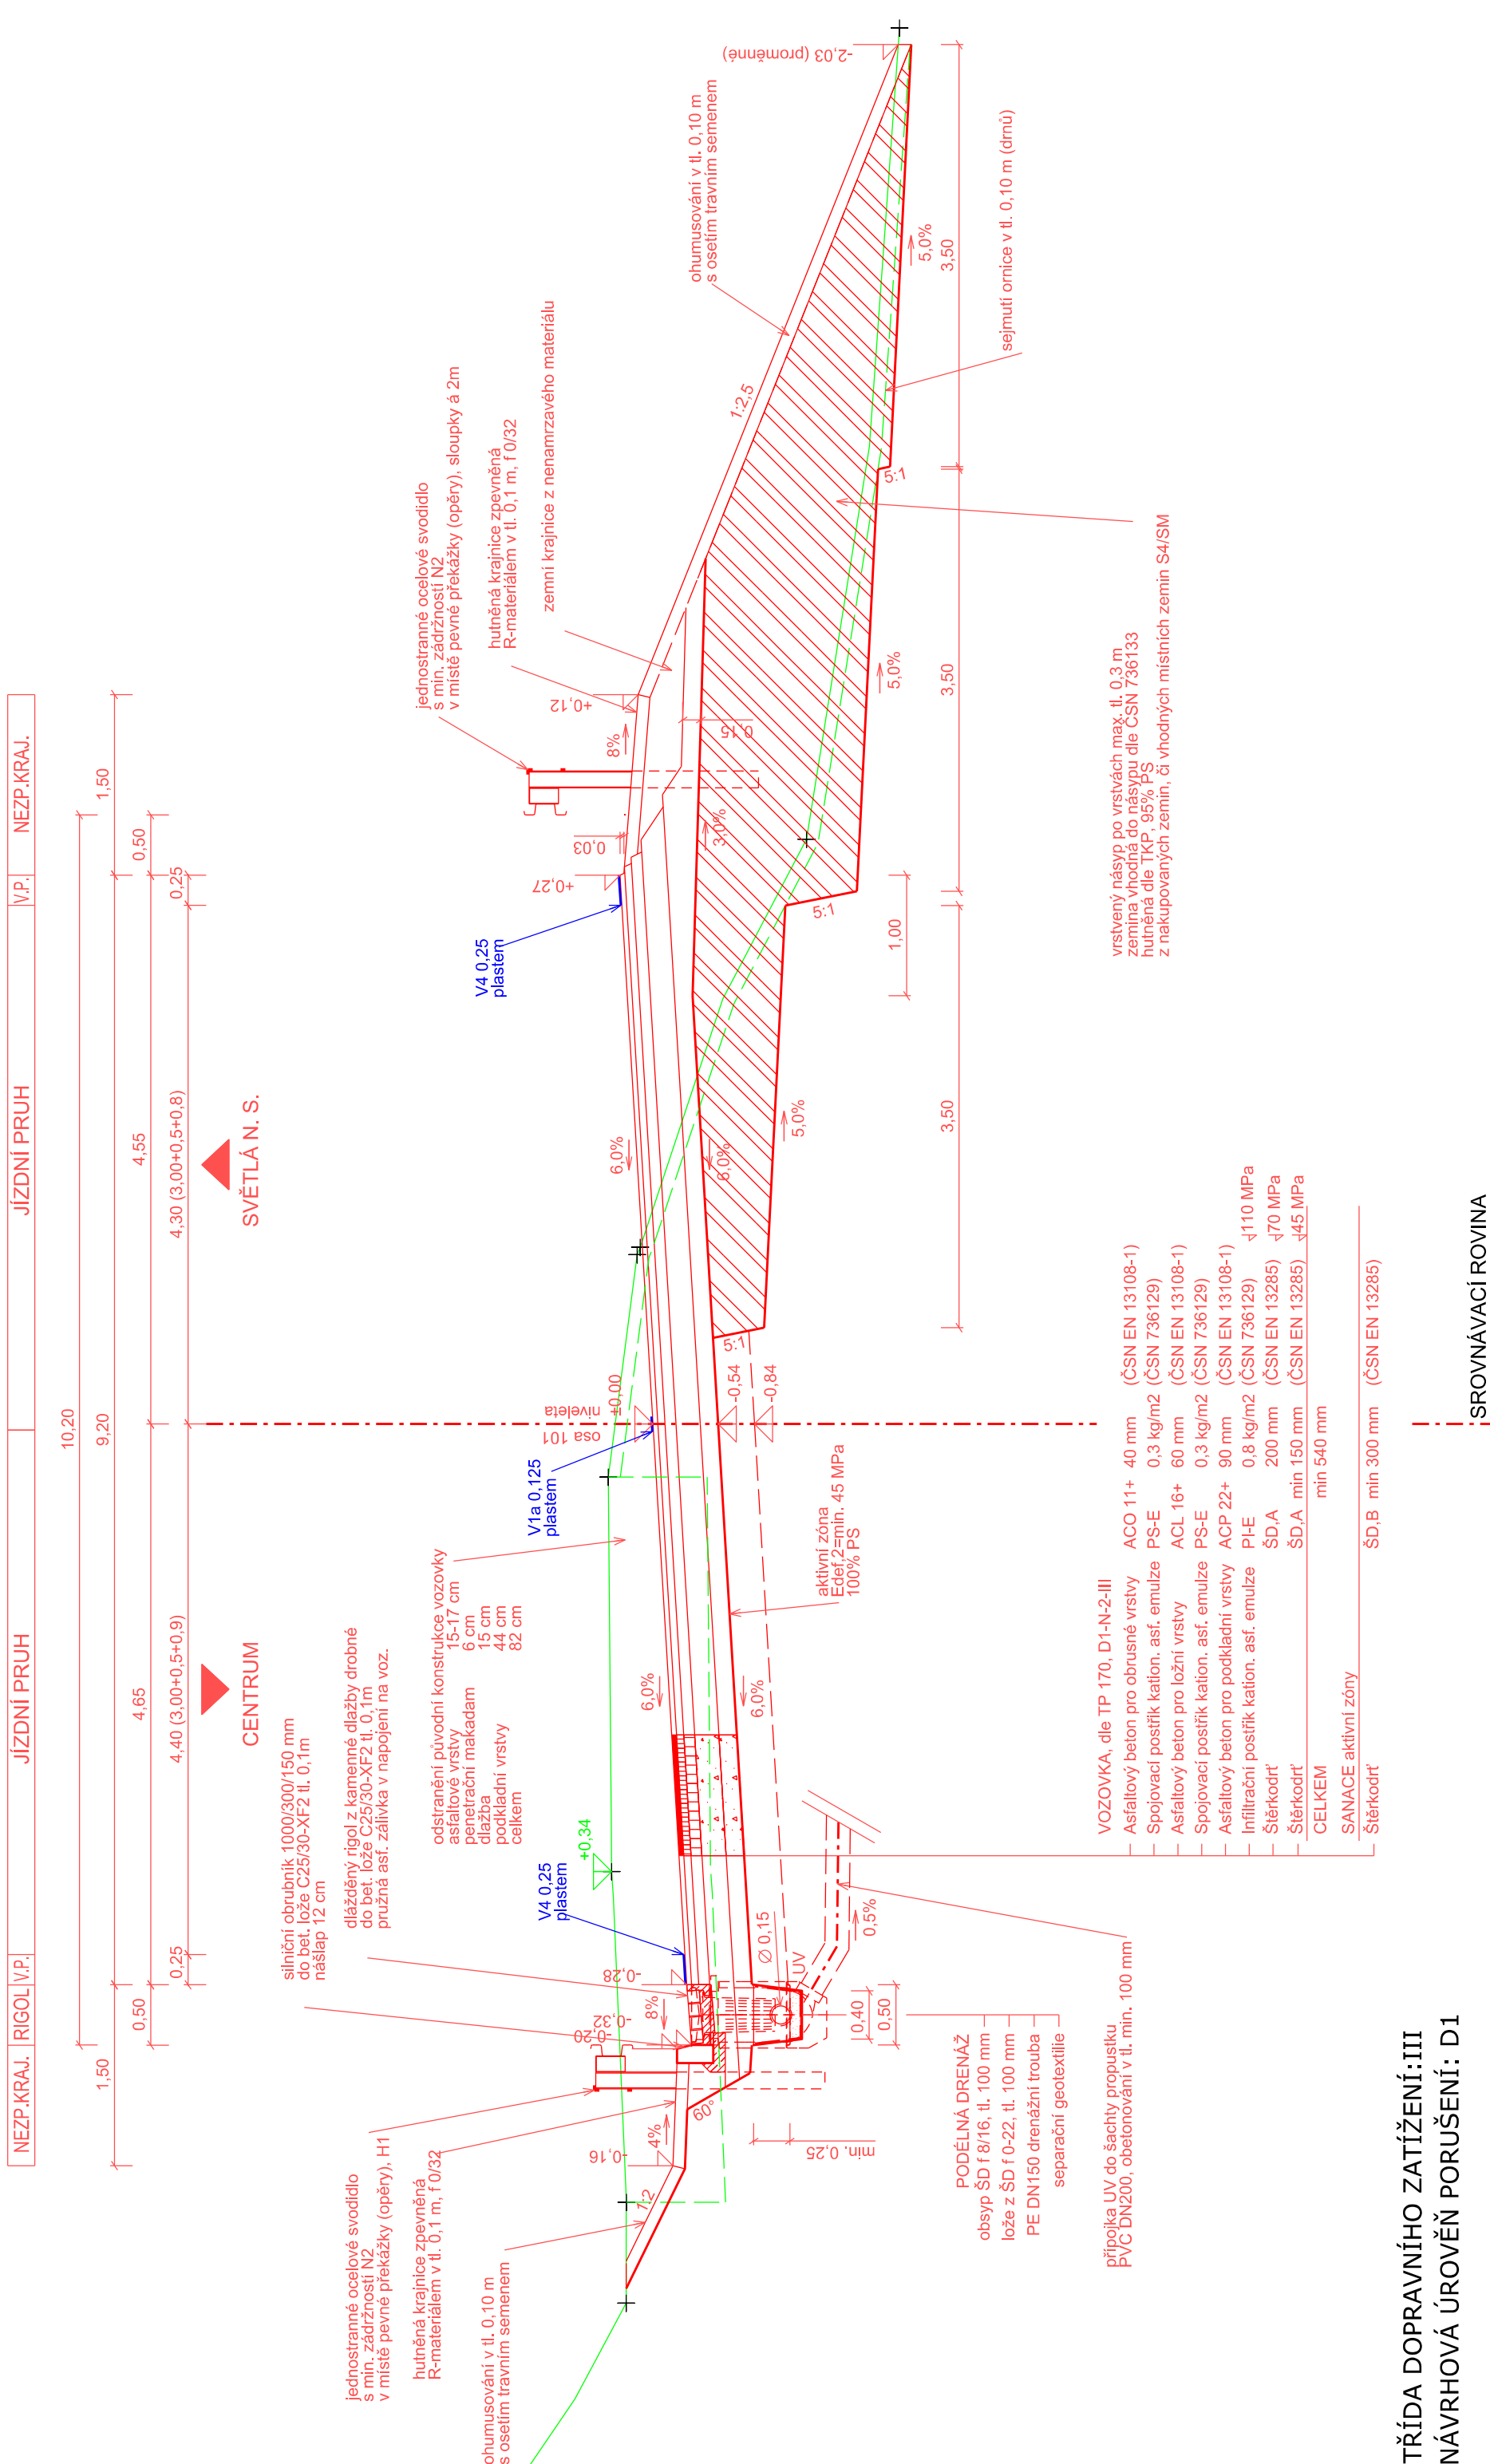 NEZP.KRAJ.
RIGOL
V.P.
JÍZDNÍ PRUH
JÍZDNÍ PRUH
V.P.
NEZP.KRAJ.
10,20
1,50
9,20
1,50
0,50
4,65
4,55
0,50
0,25
4,40 (3,00+0,5+0,9)
4,30 (3,00+0,5+0,8)
0,25
CENTRUM
SVĚTLÁ N. S.
silniční obrubník 1000/300/150 mm
do bet. lože C25/30-XF2 tl. 0,1m
nášlap 12 cm
dlážděný rigol z kamenné dlažby drobné
do bet. lože C25/30-XF2 tl. 0,1m
pružná asf. zálivka v napojení na voz.
jednostranné ocelové svodidlo
s min. zádržností N2
v místě pevné překážky (opěry), H1
hutněná krajnice zpevněná
R-materiálem v tl. 0,1 m, f 0/32
ohumusování v tl. 0,10 m
s osetím travním semenem
odstranění původní konstrukce vozovky
asfaltové vrstvy 15-17 cm
penetrační makadam 6 cm
dlažba 15 cm
podkladní vrstvy 44 cm
celkem 82 cm
jednostranné ocelové svodidlo
s min. zádržností N2
v místě pevné překážky (opěry), sloupky á 2m
hutněná krajnice zpevněná
R-materiálem v tl. 0,1 m, f 0/32
zemní krajnice z nenamrzavého materiálu
ohumusování v tl. 0,10 m
s osetím travním semenem
-2,03 (proměnné)
V4 0,25
plastem
V1a 0,125
plastem
V4 0,25
plastem
+0,34
osa 101
niveleta
±0,00
+0,27
0,03
+0,12
8%
0,15
3,0%
1:2,5
6,0%
6,0%
6,0%
6,0%
-0,16
-0,20
-0,32
-0,28
8%
4%
1:2
60°
5:1
5:1
5:1
-0,54
-0,84
5,0%
5,0%
5,0%
1,00
3,50
3,50
3,50
sejmutí ornice v tl. 0,10 m (drnů)
aktivní zóna
Edef,2=min. 45 MPa
100% PS
Ø 0,15
UV
0,5%
min. 0,25
0,40
0,50
PODÉLNÁ DRENÁŽ
obsyp ŠD f 8/16, tl. 100 mm
lože z ŠD f 0-22, tl. 100 mm
PE DN150 drenážní trouba
separační geotextilie
přípojka UV do šachty propustku
PVC DN200, obetonování v tl. min. 100 mm
vrstvený násyp po vrstvách max. tl. 0,3 m
zemina vhodná do násypu dle ČSN 736133
hutněná dle TKP, 95% PS
z nakupovaných zemin, či vhodných místních zemin S4/SM
VOZOVKA, dle TP 170, D1-N-2-III
Asfaltový beton pro obrusné vrstvy ACO 11+ 40 mm (ČSN EN 13108-1)
Spojovací postřik kation. asf. emulze PS-E 0,3 kg/m2 (ČSN 736129)
Asfaltový beton pro ložní vrstvy ACL 16+ 60 mm (ČSN EN 13108-1)
Spojovací postřik kation. asf. emulze PS-E 0,3 kg/m2 (ČSN 736129)
Asfaltový beton pro podkladní vrstvy ACP 22+ 90 mm (ČSN EN 13108-1)
Infiltrační postřik kation. asf. emulze PI-E 0,8 kg/m2 (ČSN 736129) 110 MPa
Štěrkodrť ŠD,A 200 mm (ČSN EN 13285) 70 MPa
Štěrkodrť ŠD,A min 150 mm (ČSN EN 13285) 45 MPa
CELKEM min 540 mm
SANACE aktivní zóny
Štěrkodrť ŠD,B min 300 mm (ČSN EN 13285)
TŘÍDA DOPRAVNÍHO ZATÍŽENÍ:III
NÁVRHOVÁ ÚROVĚŇ PORUŠENÍ: D1
SROVNÁVACÍ ROVINA